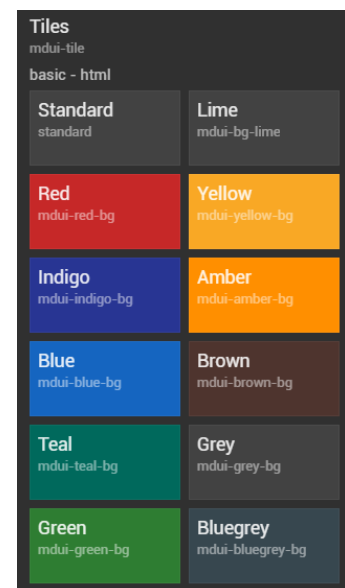 Tiles
mdui-tile
basic - html
Standard
standard
Lime
mdui-bg-lime
Red
mdui-red-bg
Yellow
mdui-yellow-bg
Indigo
mdui-indigo-bg
Amber
mdui-amber-bg
Blue
mdui-blue-bg
Brown
mdui-brown-bg
Teal
mdui-teal-bg
Grey
mdui-grey-bg
Green
mdui-green-bg
Bluegrey
mdui-bluegrey-bg